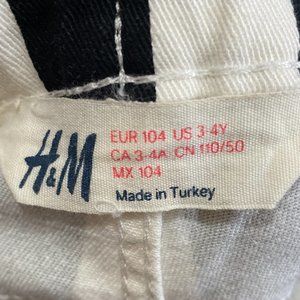 H&M
EUR 104 US 3-4Y
CA 3-4A CN 110/50
MX 104
Made in Turkey